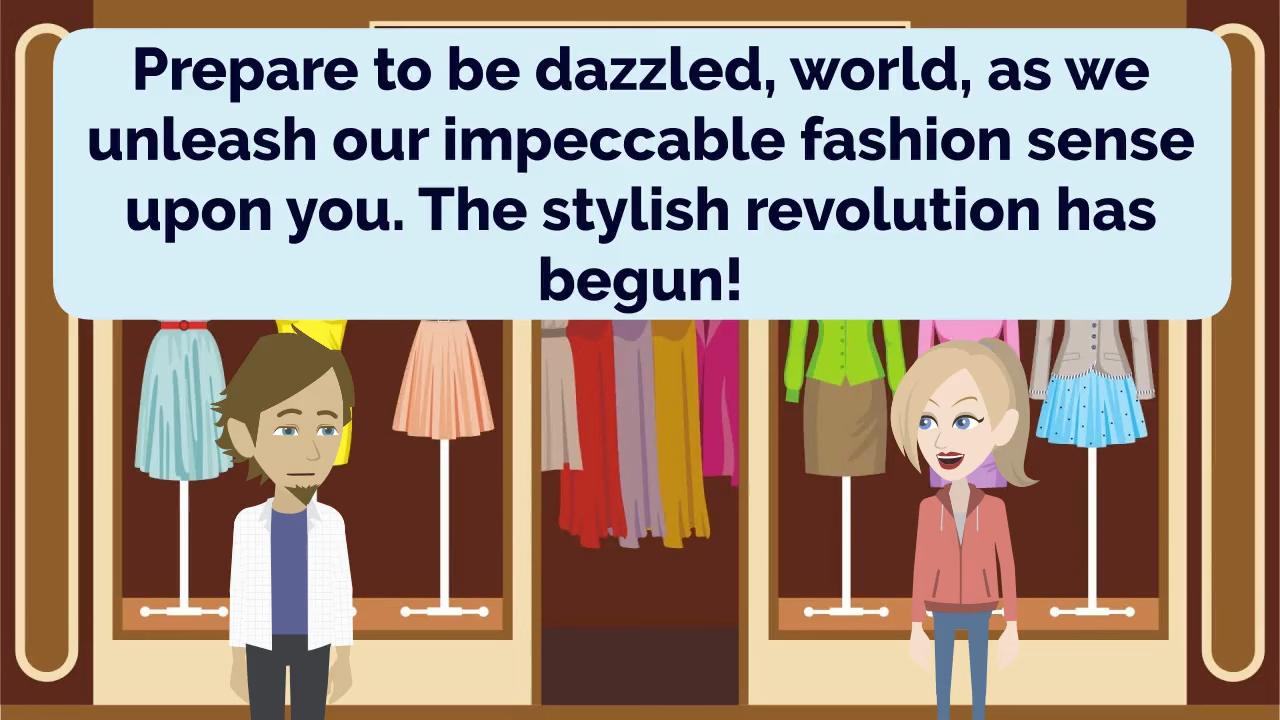 Prepare to be dazzled, world, as we
unleash our impeccable fashion sense
upon you. The stylish revolution has
begun!